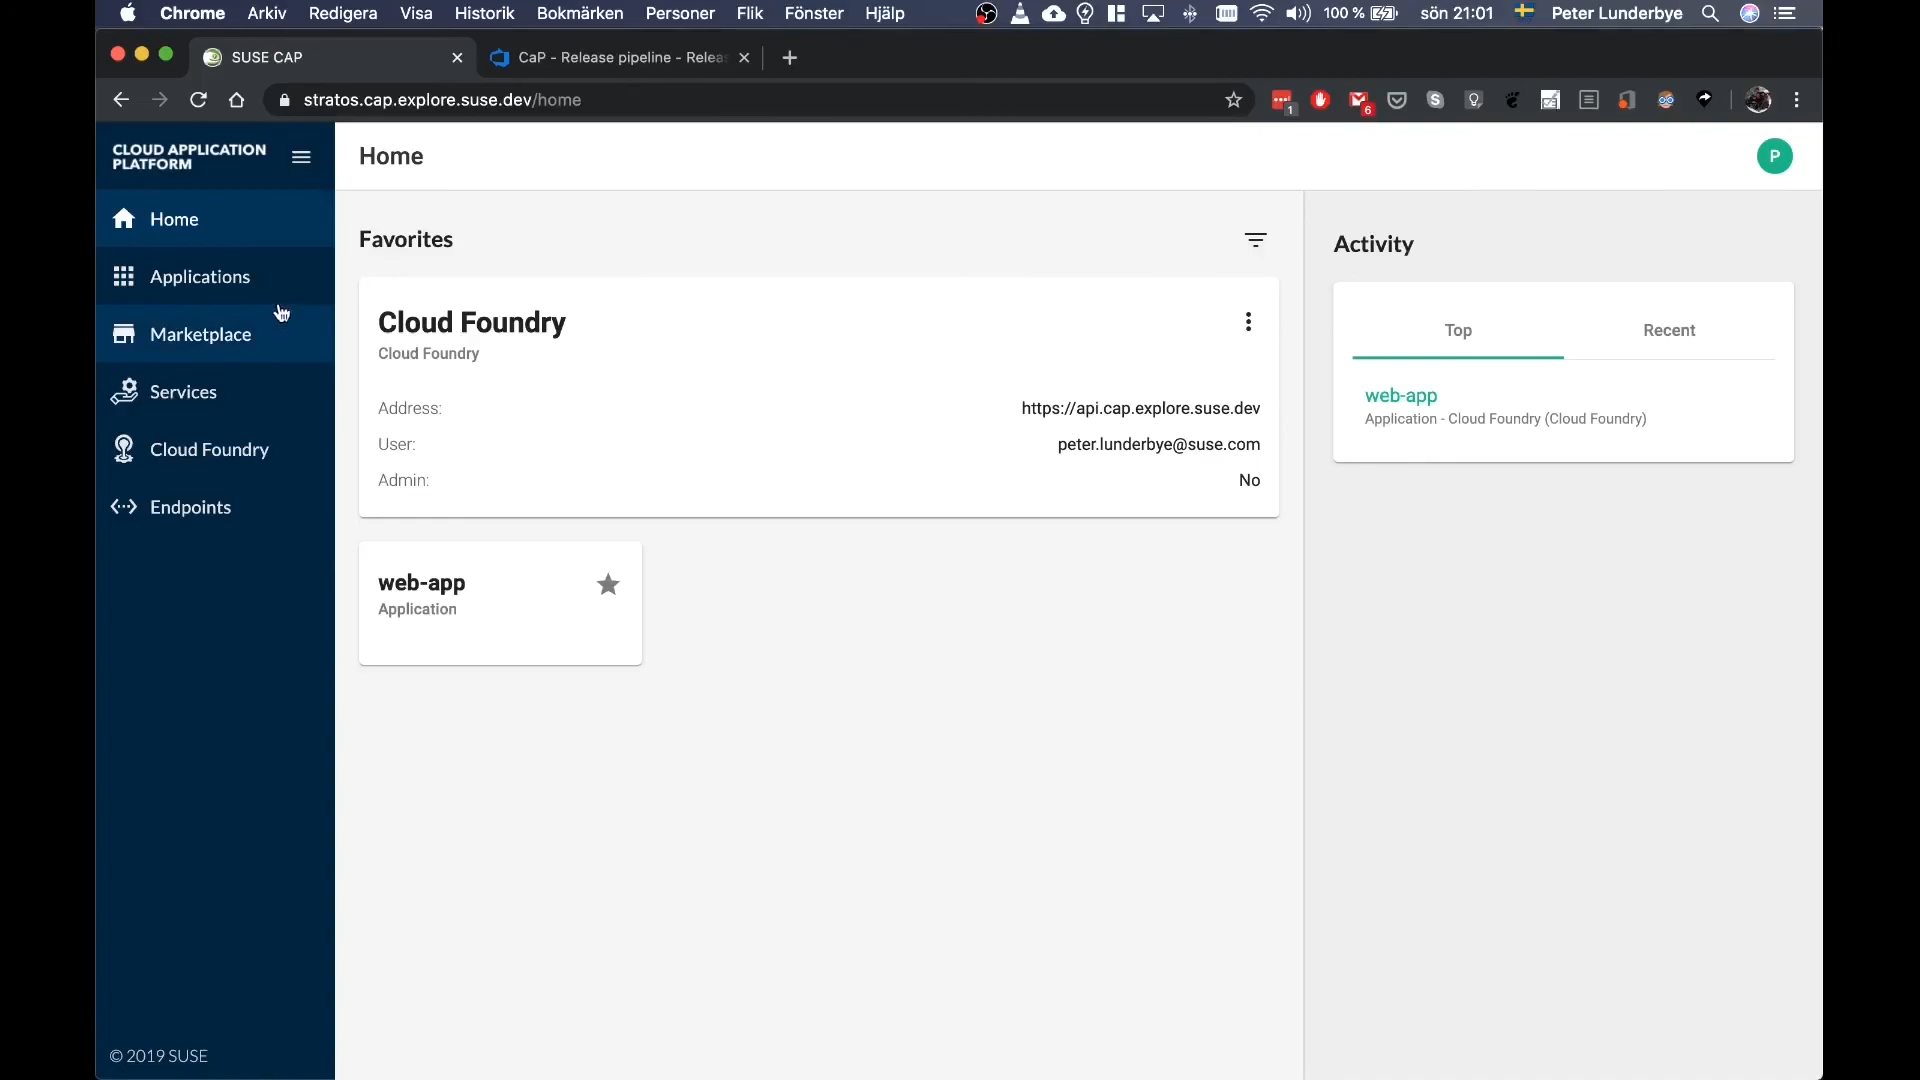 Chrome Arkiv Redigera Visa Historik Bokmärken Personer Flik Fönster Hjälp 100 % sön 21:01 Peter Lunderbye
SUSE CAP CaP - Release pipeline - Relea
stratos.cap.explore.suse.dev/home 1 6
CLOUD APPLICATION
PLATFORM
Home
P
Home
Applications
Marketplace
Services
Cloud Foundry
Endpoints
© 2019 SUSE
Favorites
Cloud Foundry
Cloud Foundry
Address: https://api.cap.explore.suse.dev
User: peter.lunderbye@suse.com
Admin: No
web-app
Application
Activity
Top Recent
web-app
Application - Cloud Foundry (Cloud Foundry)